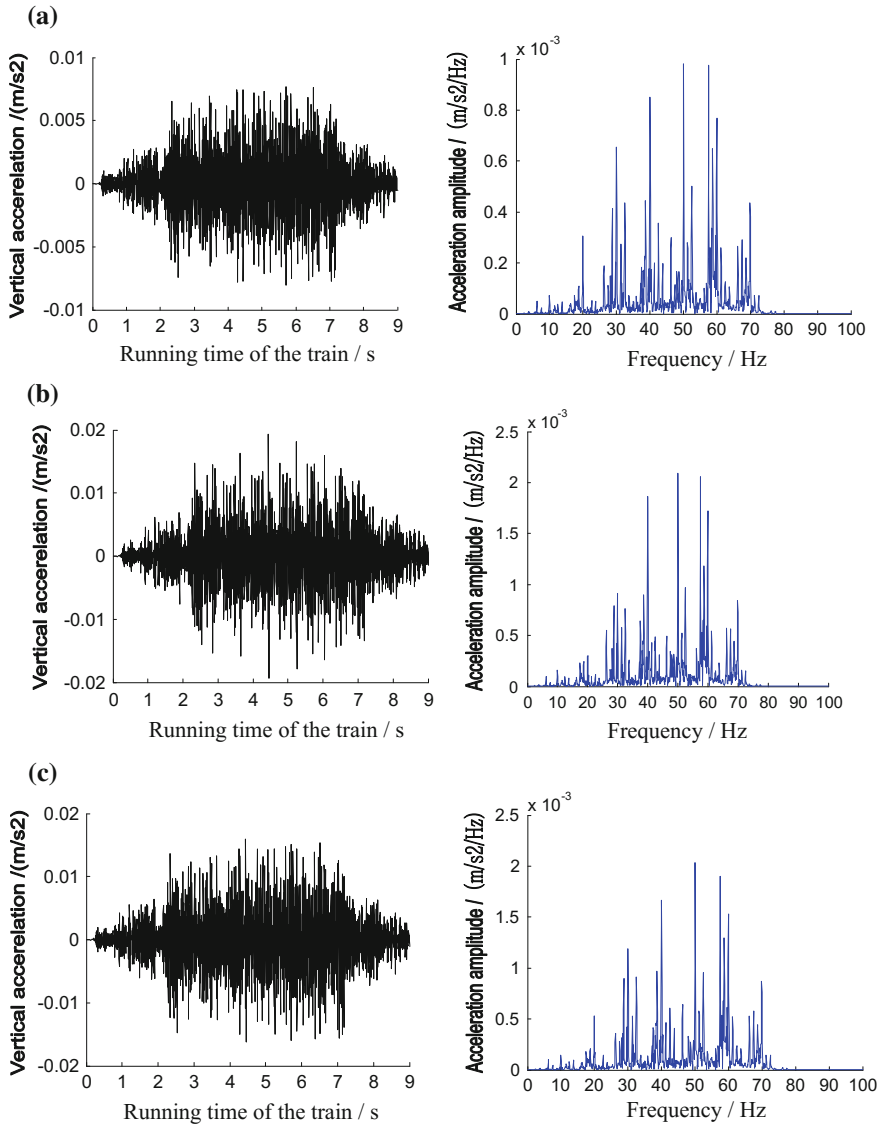 (a)
Vertical accerelation /(m/s2)
0.01
0.005
0
-0.005
-0.01
0 1 2 3 4 5 6 7 8 9
Running time of the train / s
Acceleration amplitude / (m/s2/Hz)
x 10-3
1
0.8
0.6
0.4
0.2
0
0 10 20 30 40 50 60 70 80 90 100
Frequency / Hz
(b)
Vertical accerelation /(m/s2)
0.02
0.01
0
-0.01
-0.02
0 1 2 3 4 5 6 7 8 9
Running time of the train / s
Acceleration amplitude / (m/s2/Hz)
x 10-3
2.5
2
1.5
1
0.5
0
0 10 20 30 40 50 60 70 80 90 100
Frequency / Hz
(c)
Vertical accerelation /(m/s2)
0.02
0.01
0
-0.01
-0.02
0 1 2 3 4 5 6 7 8 9
Running time of the train / s
Acceleration amplitude / (m/s2/Hz)
x 10-3
2.5
2
1.5
1
0.5
0
0 10 20 30 40 50 60 70 80 90 100
Frequency / Hz